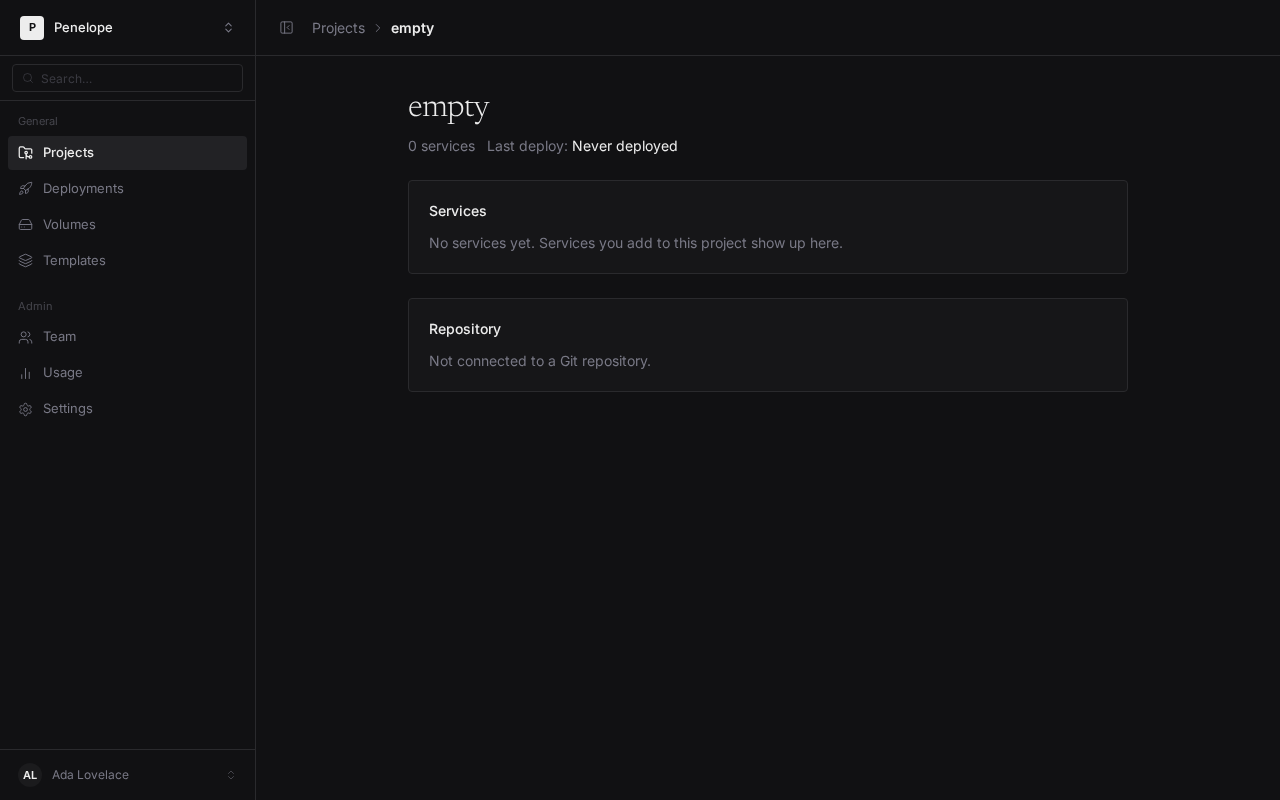 P Penelope
Search...
General
Projects
Deployments
Volumes
Templates
Admin
Team
Usage
Settings
AL Ada Lovelace
Projects > empty
empty
0 services Last deploy: Never deployed
Services
No services yet. Services you add to this project show up here.
Repository
Not connected to a Git repository.